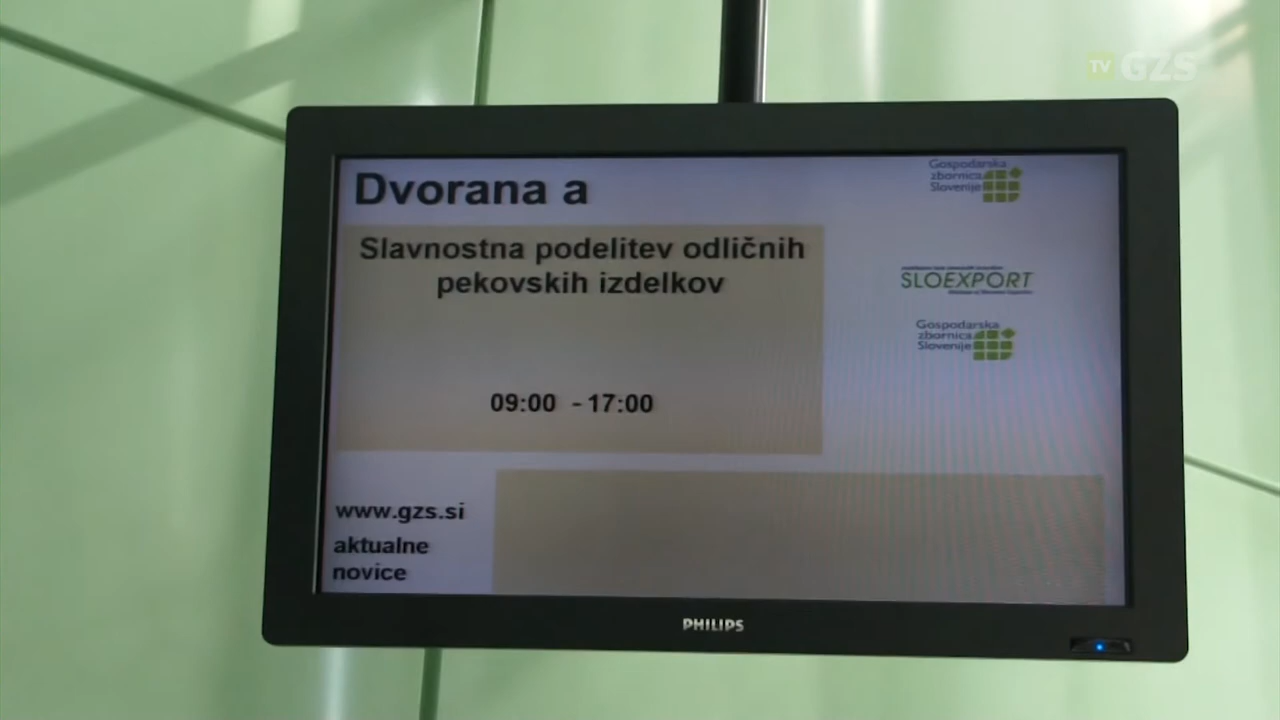 TV GZS
Dvorana a
Gospodarska
zbornica
Slovenije
Slavnostna podelitev odličnih
pekovskih izdelkov
SLOEXPORT
Gospodarska
zbornica
Slovenije
09:00 - 17:00
www.gzs.si
aktualne
novice
PHILIPS